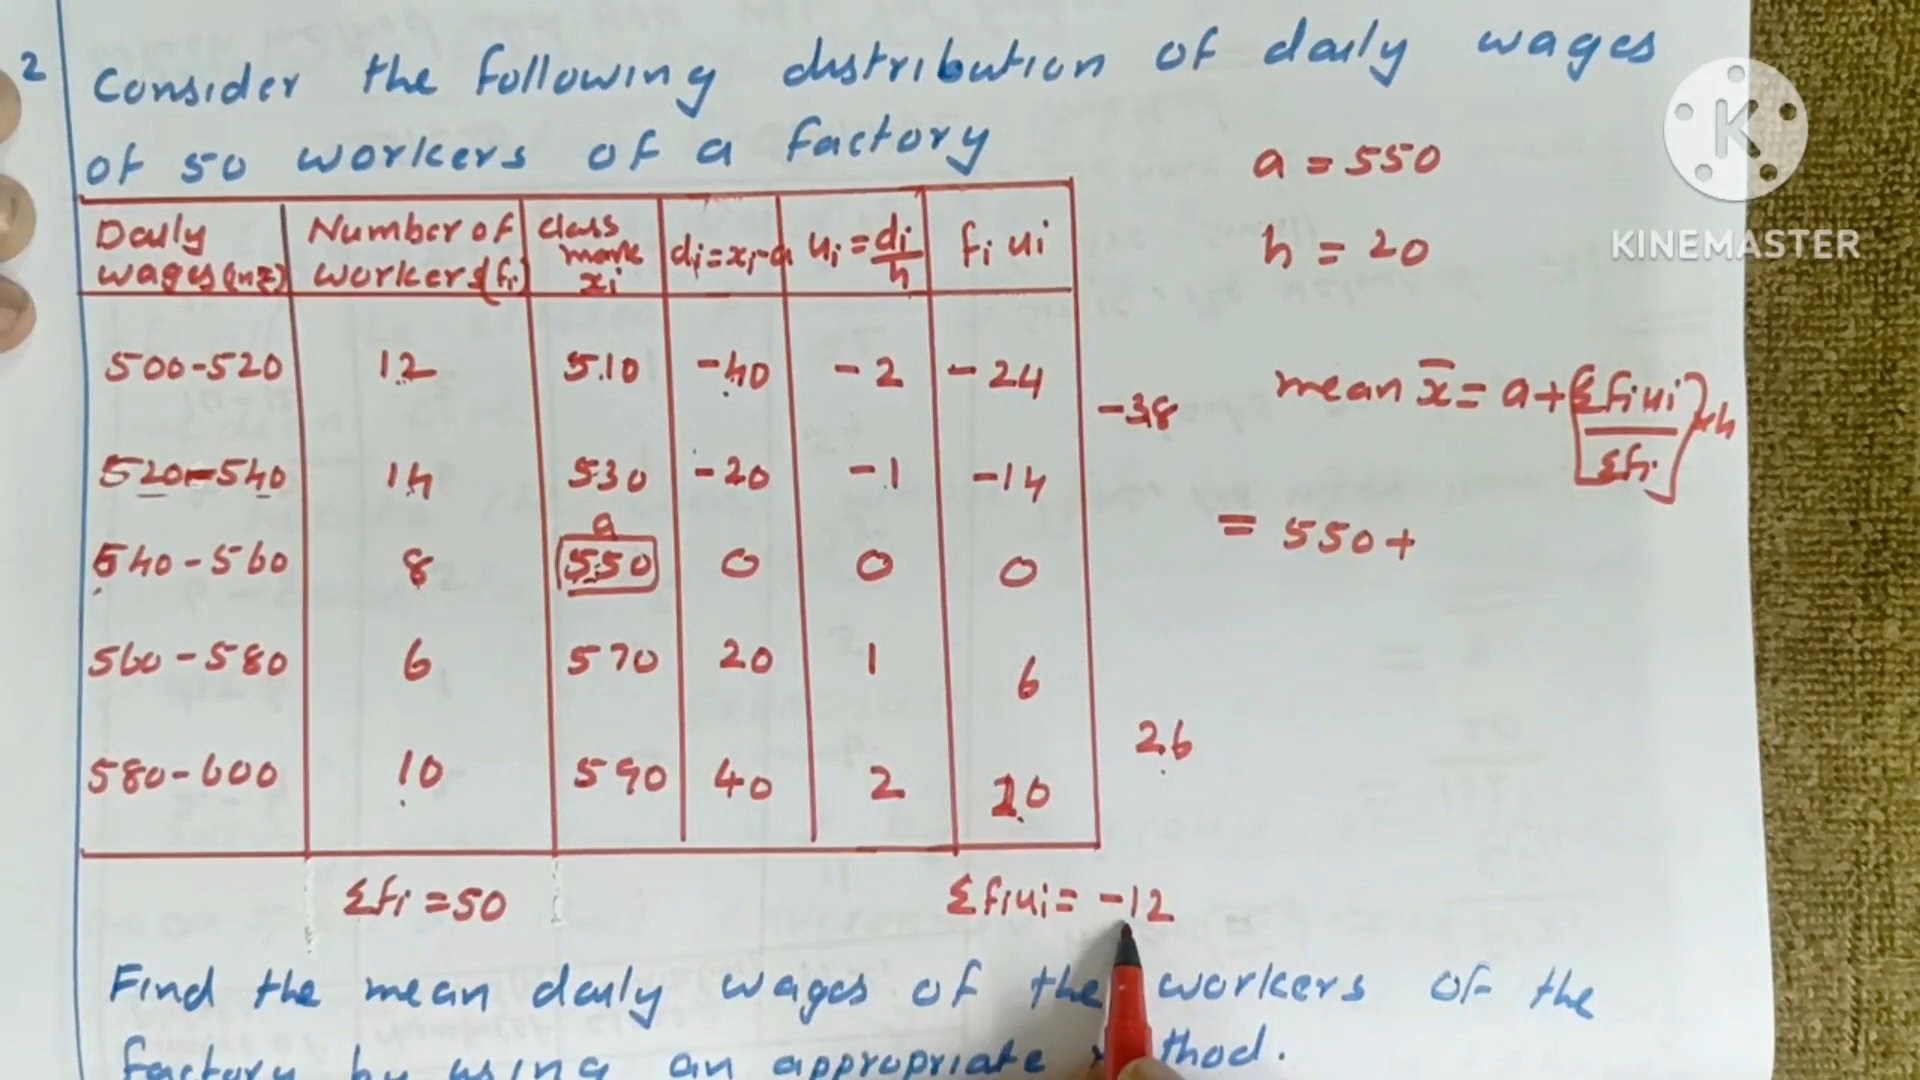 2
Consider the following distribution of daily wages
of 50 workers of a factory
Daily wages (in ₹) | Number of workers (fi) | class mark xi | di = xi-a | ui = di/h | fi ui
500-520 | 12 | 510 | -40 | -2 | -24
520-540 | 14 | 530 | -20 | -1 | -14
a
540-560 | 8 | 550 | 0 | 0 | 0
560-580 | 6 | 570 | 20 | 1 | 6
580-600 | 10 | 590 | 40 | 2 | 20
Σfi = 50
Σfiui = -12
-38
26
a = 550
h = 20
mean x̄ = a + [Σfiui/Σfi] × h
= 550 +
Find the mean daily wages of the workers of the
factory by using an appropriate thod.
K
KINEMASTER